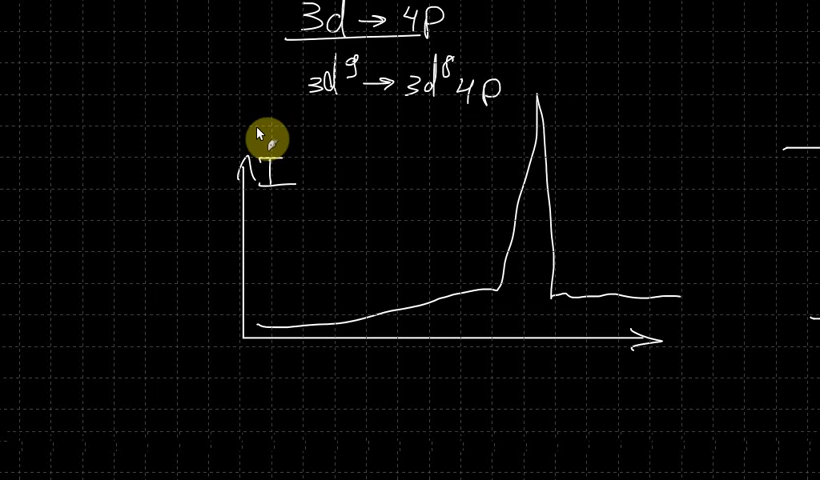 3d → 4p
3d⁹ → 3d⁸4p
I